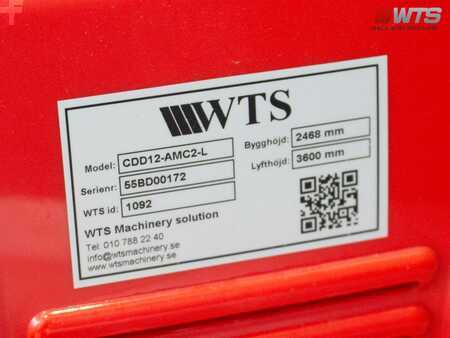 WTS
WTS
Model: CDD12-AMC2-L
Serienr: 55BD00172
WTS id: 1092
Bygghöjd: 2468 mm
Lyfthöjd: 3600 mm
WTS Machinery solution
Tel. 010 788 22 40
info@wtsmachinery.se
www.wtsmachinery.se